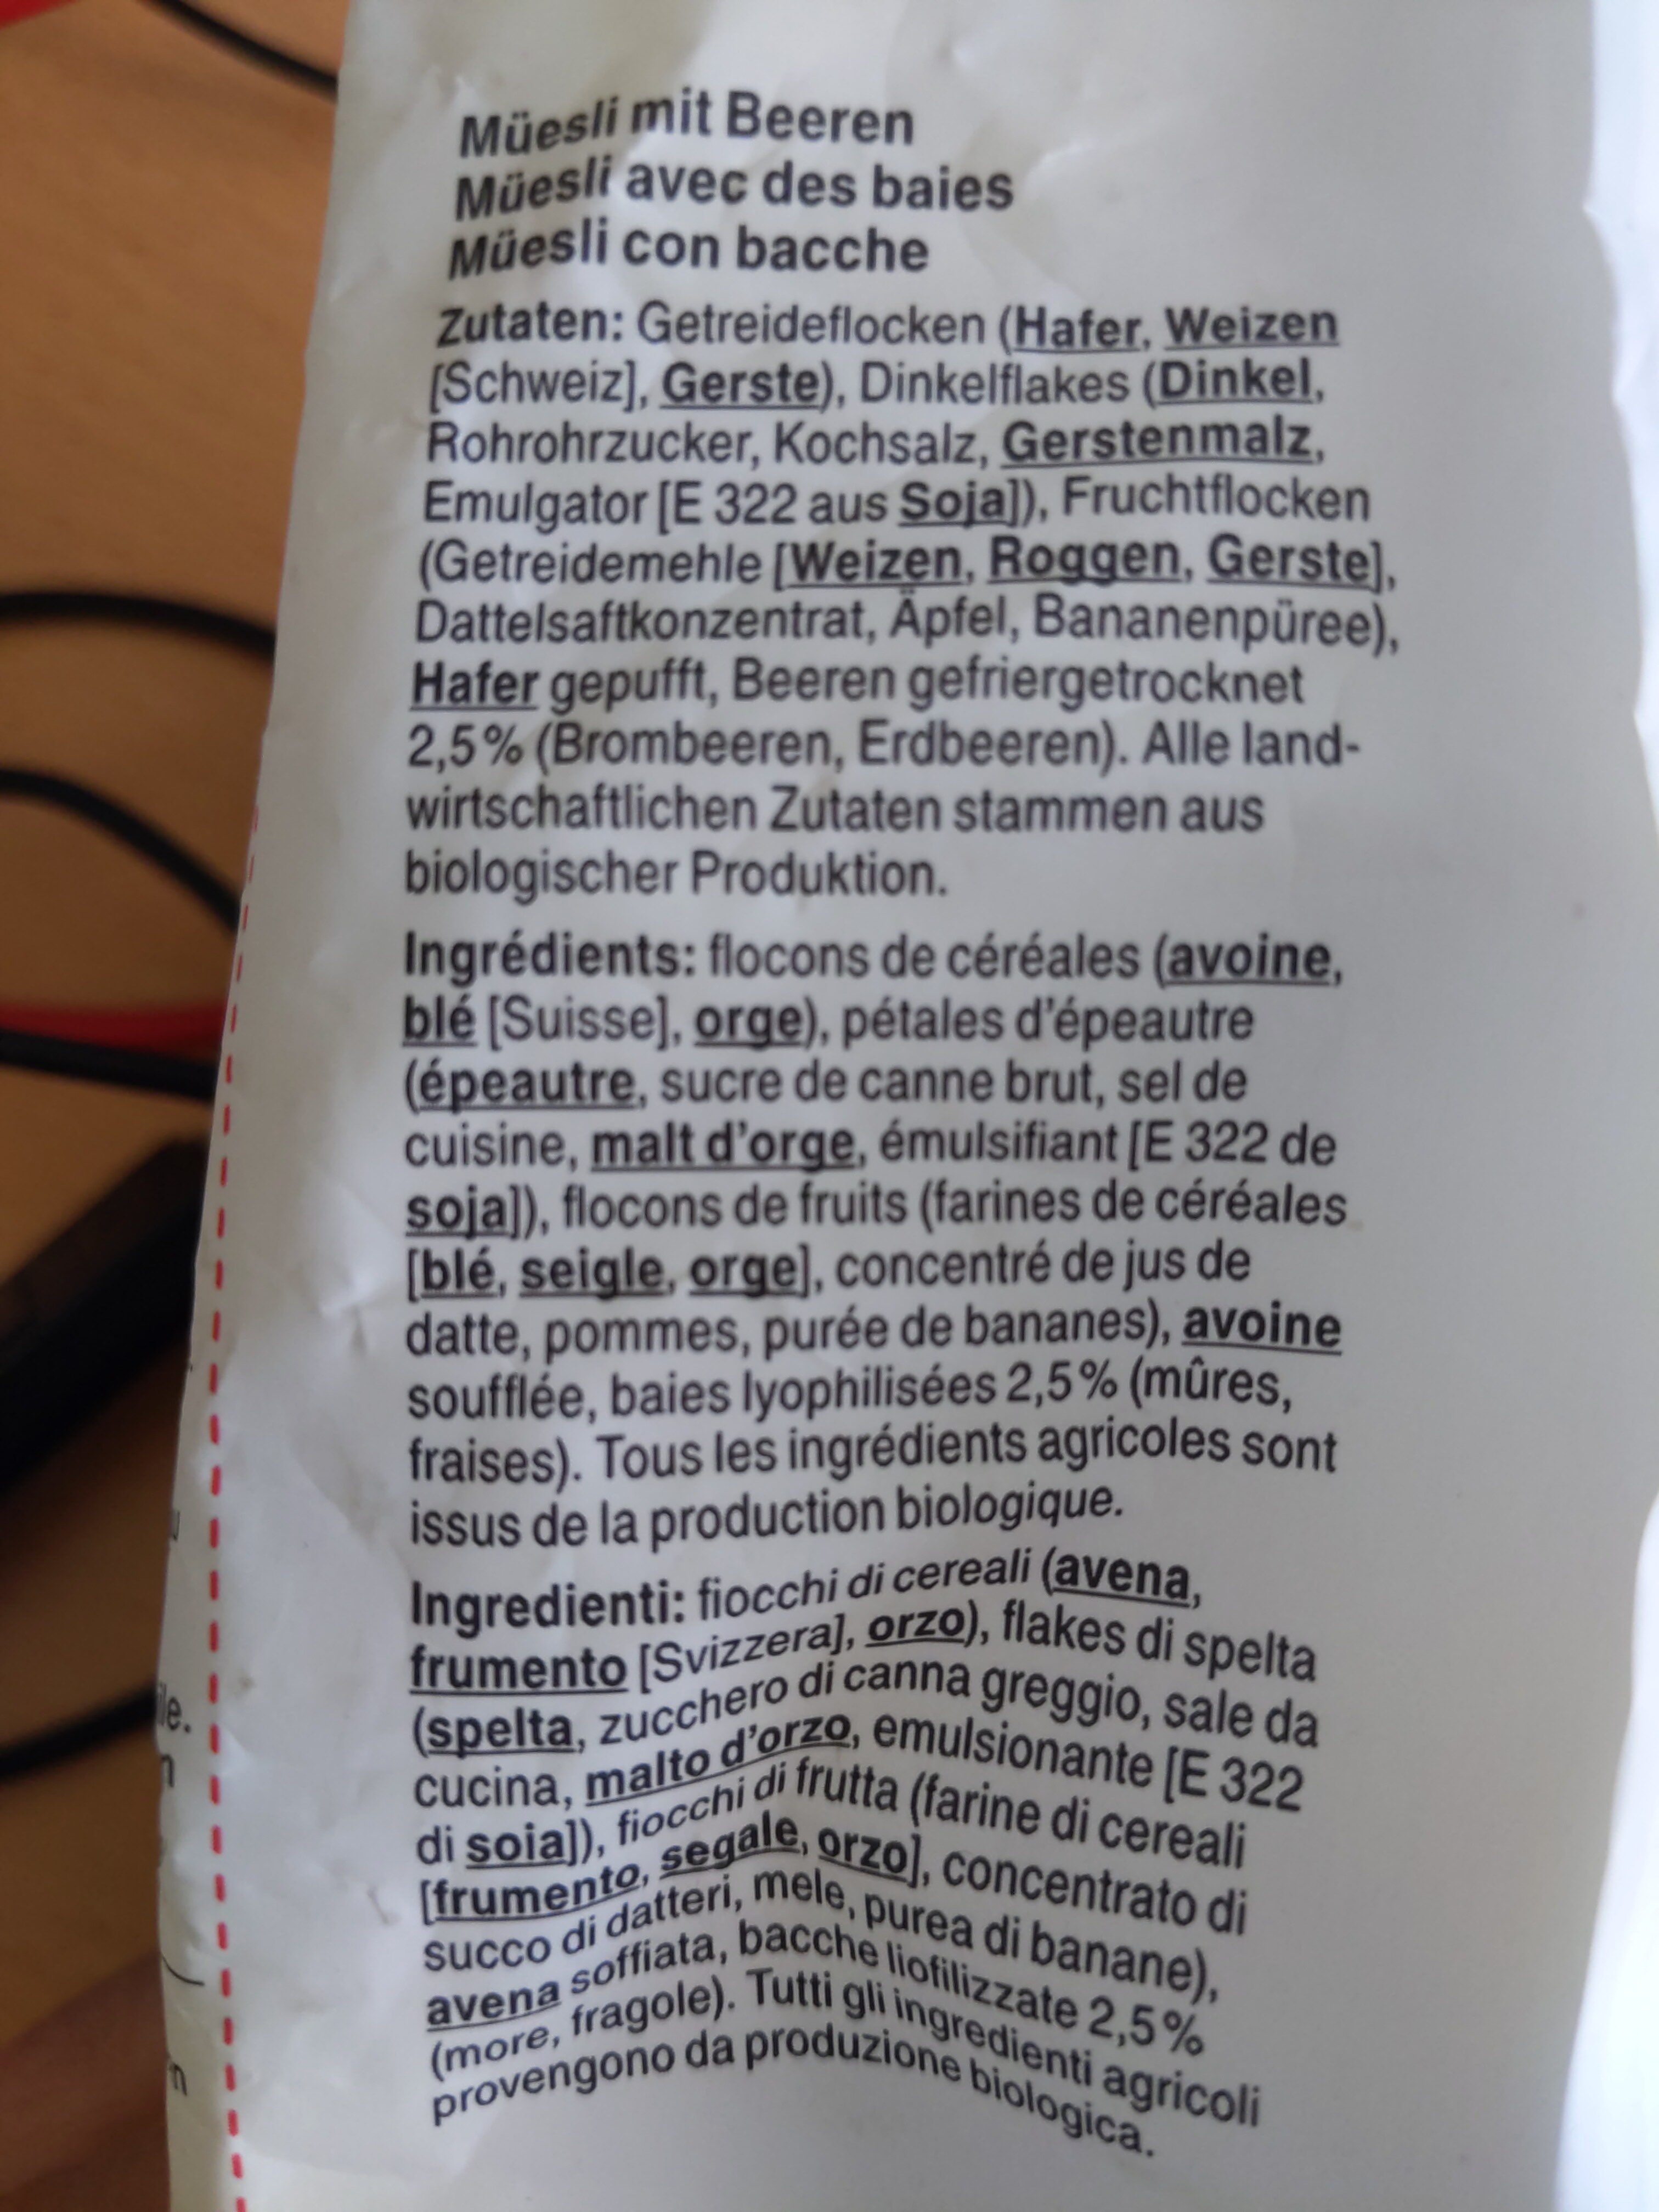 Müesli mit Beeren
Müesli avec des baies
Müesli con bacche
Zutaten: Getreideflocken (Hafer, Weizen
[Schweiz], Gerste), Dinkelflakes (Dinkel,
Rohrohrzucker, Kochsalz, Gerstenmalz,
Emulgator [E 322 aus Soja]), Fruchtflocken
(Getreidemehle [Weizen, Roggen, Gerste],
Dattelsaftkonzentrat, Äpfel, Bananenpüree),
Hafer gepufft, Beeren gefriergetrocknet
2,5% (Brombeeren, Erdbeeren). Alle land-
wirtschaftlichen Zutaten stammen aus
biologischer Produktion.
Ingrédients: flocons de céréales (avoine,
blé [Suisse], orge), pétales d'épeautre
(épeautre, sucre de canne brut, sel de
cuisine, malt d'orge, émulsifiant [E 322 de
soja]), flocons de fruits (farines de céréales
[blé, seigle, orge], concentré de jus de
datte, pommes, purée de bananes), avoine
soufflée, baies lyophilisées 2,5% (mûres,
fraises). Tous les ingrédients agricoles sont
issus de la production biologique.
Ingredienti: fiocchi di cereali (avena,
frumento [Svizzera], orzo), flakes di spelta
(spelta, zucchero di canna greggio, sale da
cucina, malto d'orzo, emulsionante [E 322
di soia]), fiocchi di frutta (farine di cereali
[frumento, segale, orzo], concentrato di
succo di datteri, mele, purea di banane),
avena soffiata, bacche liofilizzate 2,5%
(more, fragole). Tutti gli ingredienti agricoli
provengono da produzione biologica.